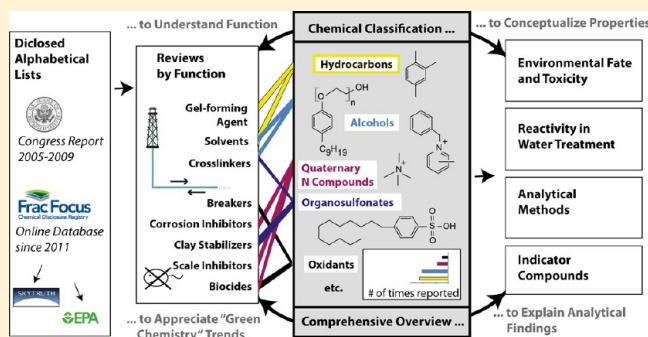 Diclosed
Alphabetical
Lists
Congress Report
2005-2009
Frac Focus
Chemical Disclosure Registry
Online Database
since 2011
SKYTRUTH
EPA
... to Understand Function
Reviews
by Function
Gel-forming
Agent
Solvents
Crosslinkers
Breakers
Corrosion Inhibitors
Clay Stabilizers
Scale Inhibitors
Biocides
... to Appreciate "Green
Chemistry" Trends
Chemical Classification ...
Hydrocarbons
OH
O
n
Alcohols
C9H19
N+
Quaternary
N Compounds
N+
Organosulfonates
O
S
OH
O
Oxidants
etc.
# of times reported
Comprehensive Overview ...
... to Conceptualize Properties
Environmental Fate
and Toxicity
Reactivity in
Water Treatment
Analytical
Methods
Indicator
Compounds
... to Explain Analytical
Findings